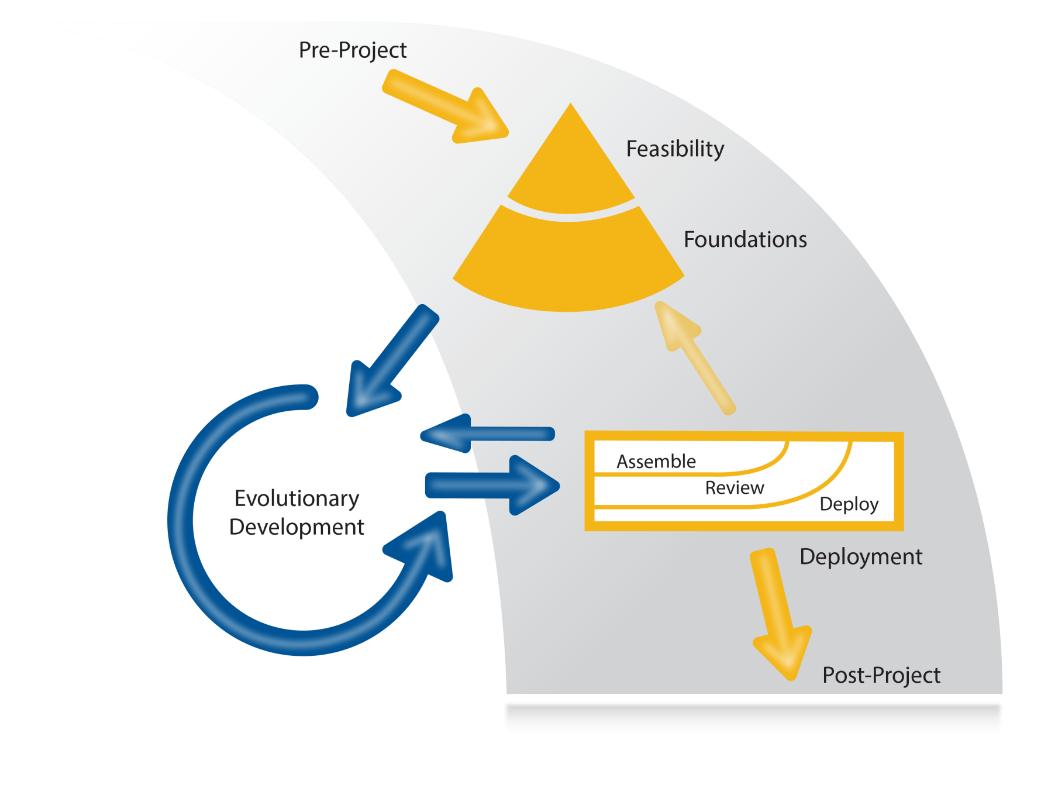 Pre-Project
Feasibility
Foundations
Assemble
Review
Deploy
Evolutionary
Development
Deployment
Post-Project